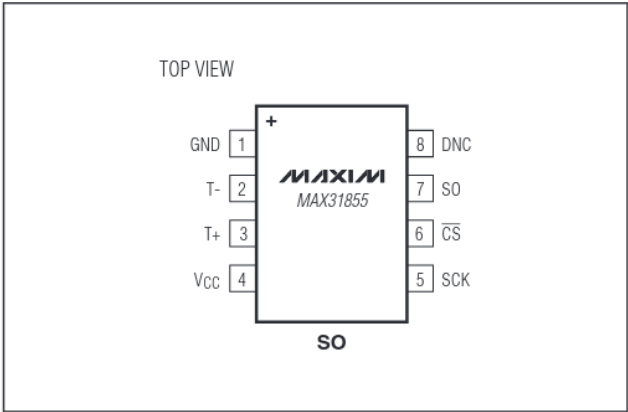 TOP VIEW
+
GND 1 8 DNC
MAXIM
T- 2 7 SO
MAX31855
T+ 3 6 CS
VCC 4 5 SCK
SO